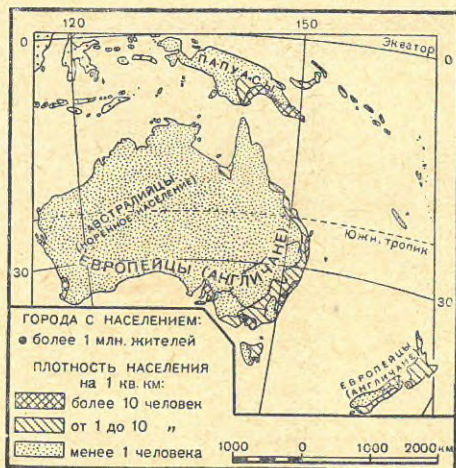 120
150
Экватор
0
0
ПАПУАСЫ
АВСТРАЛИЙЦЫ
(КОРЕННОЕ НАСЕЛЕНИЕ)
Южн. тропик
ЕВРОПЕЙЦЫ (АНГЛИЧАНЕ)
30
30
ГОРОДА С НАСЕЛЕНИЕМ:
более 1 млн. жителей
ПЛОТНОСТЬ НАСЕЛЕНИЯ
на 1 кв. км:
более 10 человек
от 1 до 10 „
менее 1 человека
ЕВРОПЕЙЦЫ
(АНГЛИЧАНЕ)
1000 0 1000 2000 км